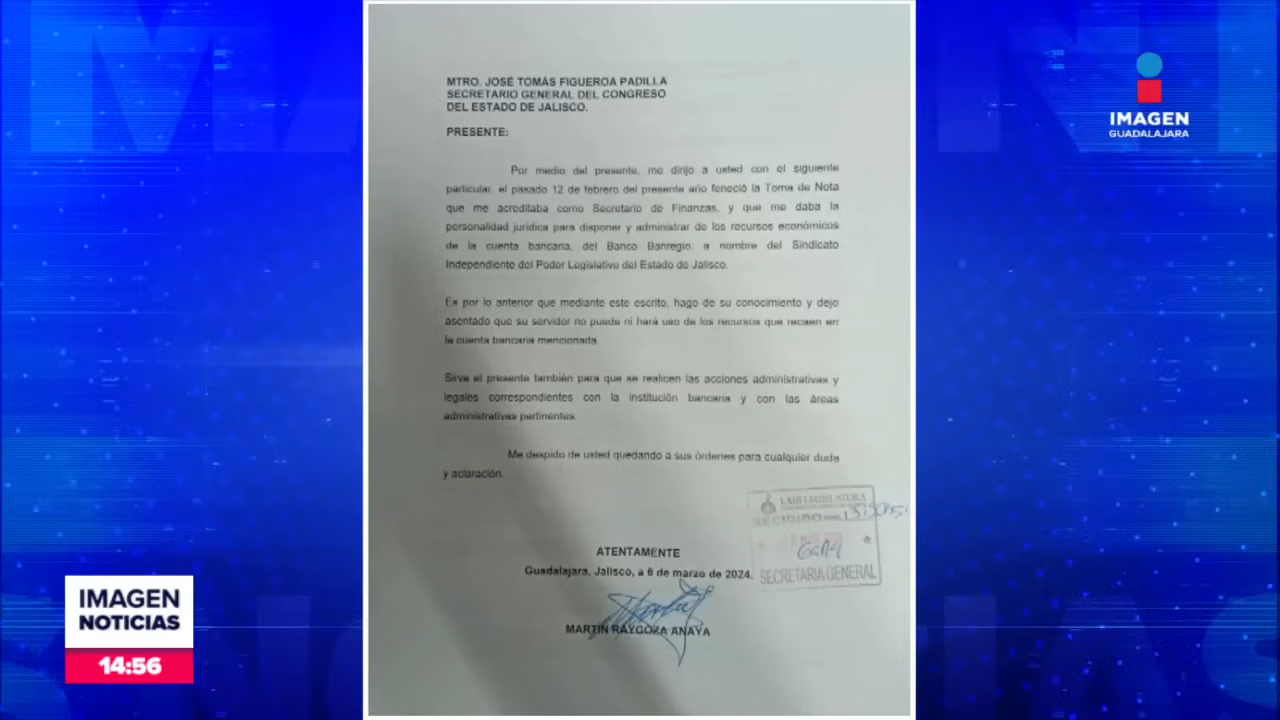 MTRO. JOSÉ TOMÁS FIGUEROA PADILLA
SECRETARIO GENERAL DEL CONGRESO
DEL ESTADO DE JALISCO.
PRESENTE:
Por medio del presente, me dirijo a usted con el siguiente
particular, el pasado 12 de febrero del presente año feneció la Toma de Nota
que me acreditaba como Secretario de Finanzas, y que me daba la
personalidad jurídica para disponer y administrar de los recursos económicos
de la cuenta bancaria, del Banco Banregio, a nombre del Sindicato
Independiente del Poder Legislativo del Estado de Jalisco.
Es por lo anterior que mediante este escrito, hago de su conocimiento y dejo
asentado que su servidor no puede ni hará uso de los recursos que recaen en
la cuenta bancaria mencionada
Sirva el presente también para que se realicen las acciones administrativas y
legales correspondientes con la institución bancaria y con las áreas
administrativas pertinentes.
Me despido de usted quedando a sus órdenes para cualquier duda
y aclaración.
LXIII LEGISLATURA
RECIBIDO
SECRETARIA GENERAL
ATENTAMENTE
Guadalajara, Jalisco, a 6 de marzo de 2024.
MARTIN RAYGOZA ANAYA
IMAGEN
GUADALAJARA
IMAGEN
NOTICIAS
14:56